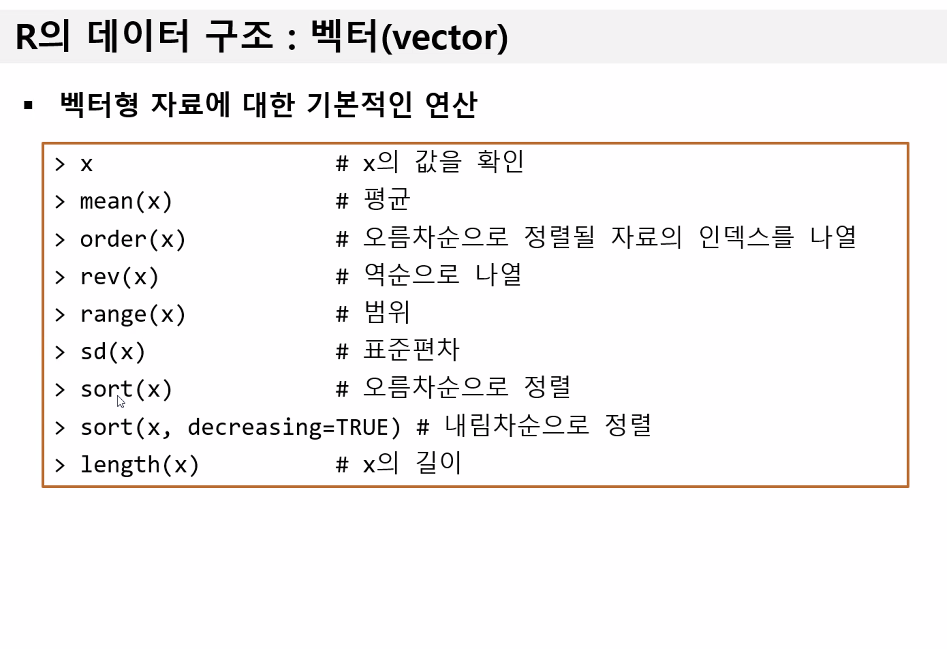 R의 데이터 구조 : 벡터(vector)
▪ 벡터형 자료에 대한 기본적인 연산
> x # x의 값을 확인
> mean(x) # 평균
> order(x) # 오름차순으로 정렬될 자료의 인덱스를 나열
> rev(x) # 역순으로 나열
> range(x) # 범위
> sd(x) # 표준편차
> sort(x) # 오름차순으로 정렬
> sort(x, decreasing=TRUE) # 내림차순으로 정렬
> length(x) # x의 길이